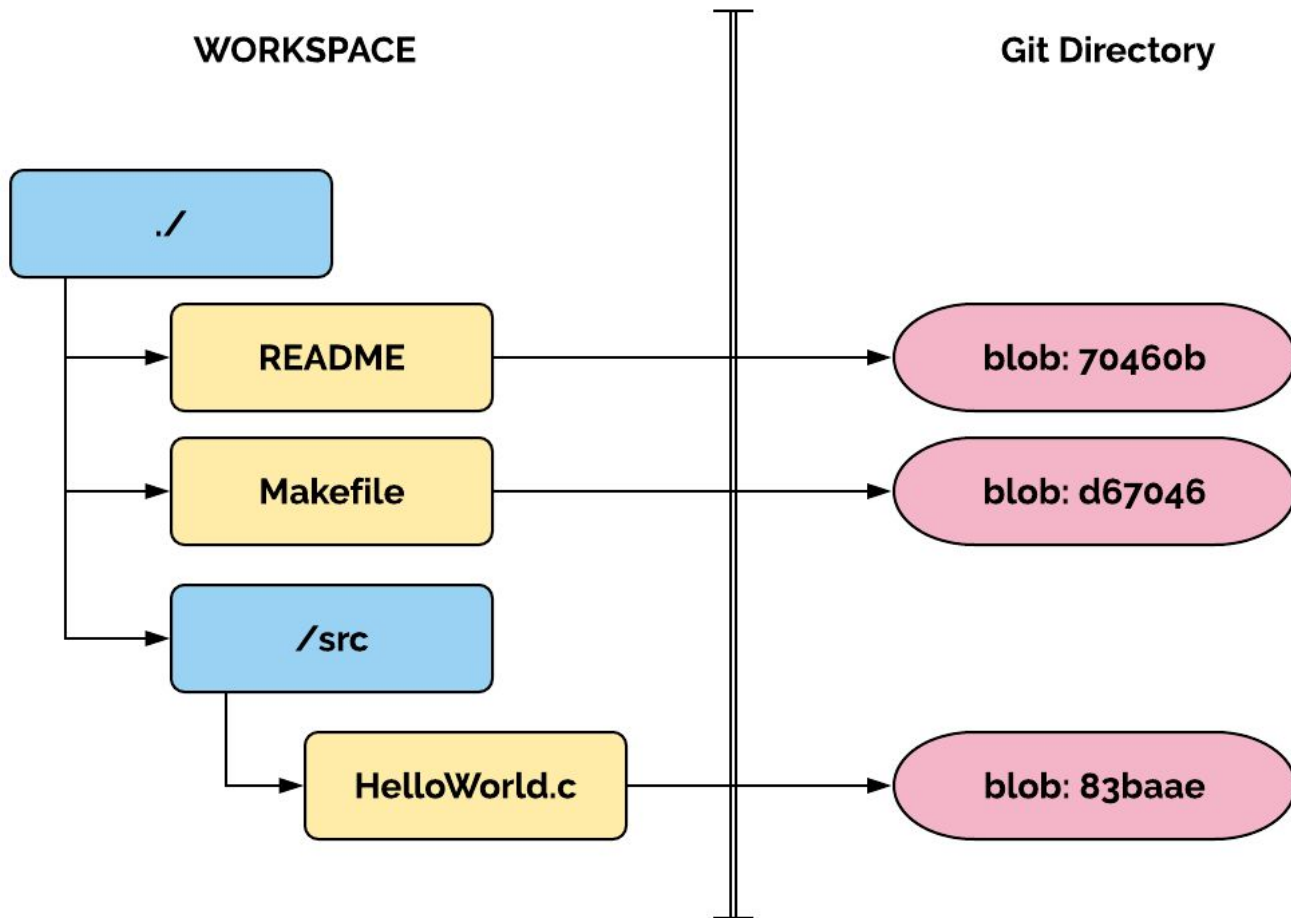 WORKSPACE
Git Directory
./
README
blob: 70460b
Makefile
blob: d67046
/src
HelloWorld.c
blob: 83baae